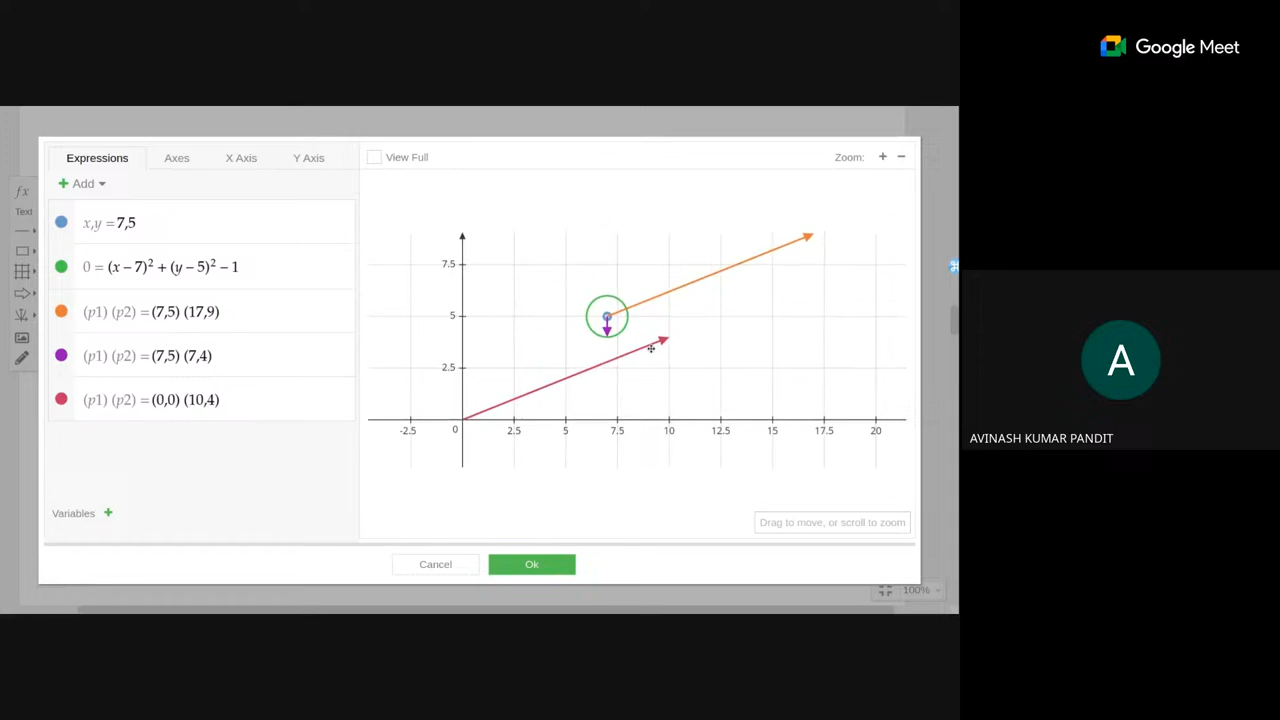 Google Meet
Expressions Axes X Axis Y Axis
View Full
Zoom: + −
+ Add
fx
Text
x,y = 7,5
0 = (x − 7)² + (y − 5)² − 1
(p1) (p2) = (7,5) (17,9)
(p1) (p2) = (7,5) (7,4)
(p1) (p2) = (0,0) (10,4)
7.5
5
2.5
-2.5 0 2.5 5 7.5 10 12.5 15 17.5 20
Variables +
Drag to move, or scroll to zoom
Cancel Ok
100%
A
AVINASH KUMAR PANDIT